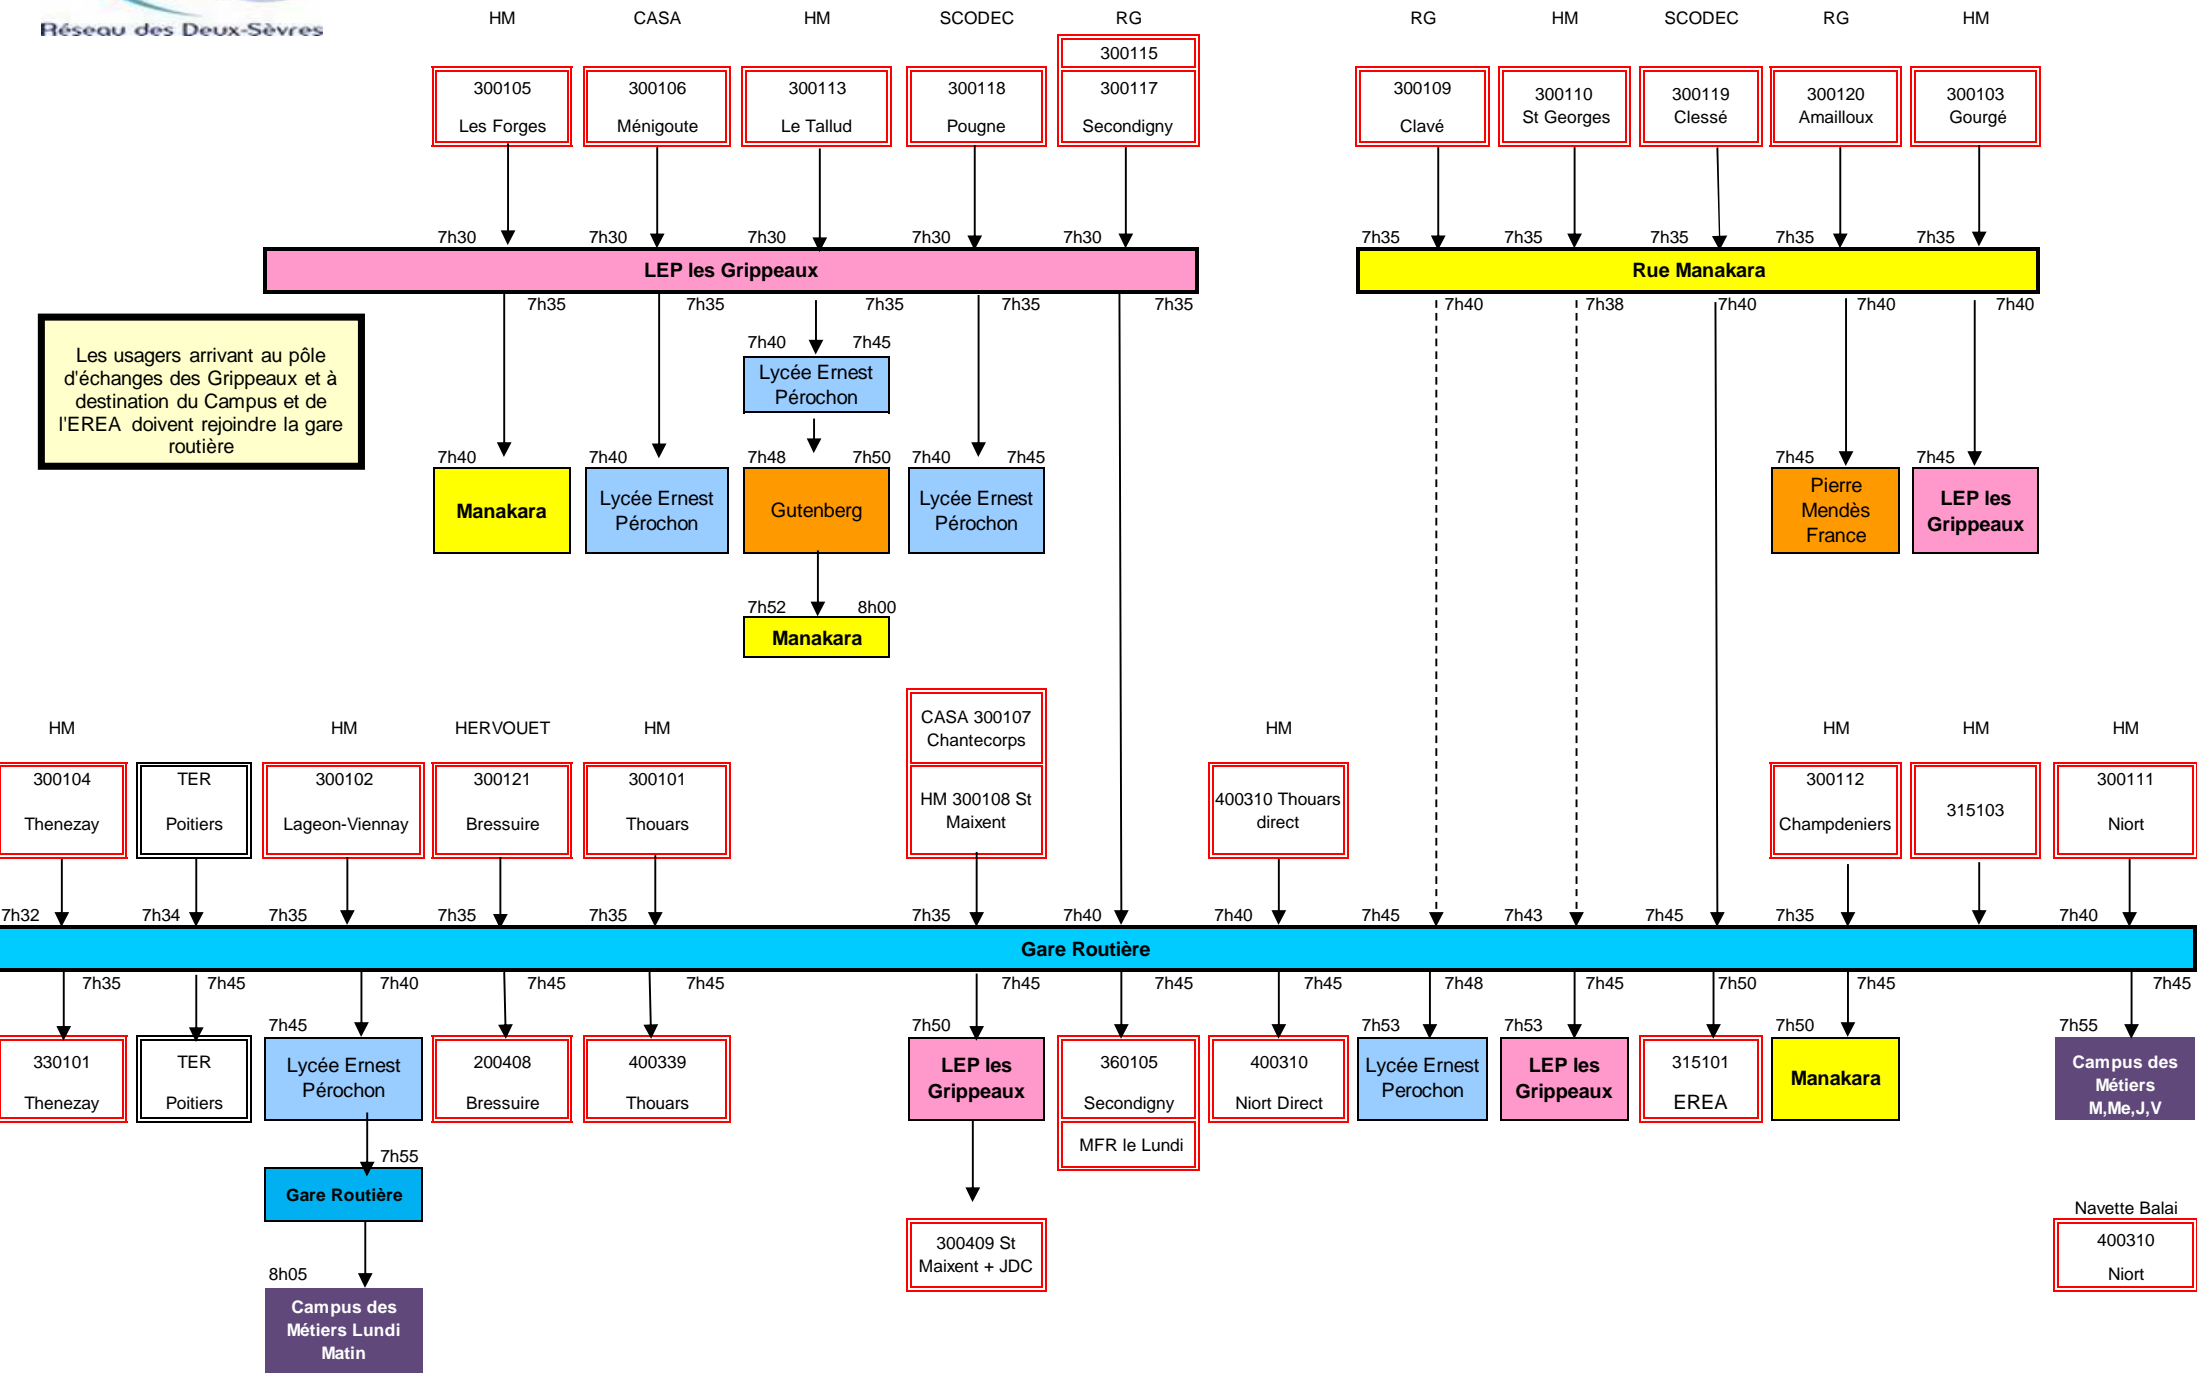 Réseau des Deux-Sèvres
HM CASA HM SCODEC RG RG HM SCODEC RG HM
300115
300105
Les Forges
300106
Ménigoute
300113
Le Tallud
300118
Pougne
300117
Secondigny
300109
Clavé
300110
St Georges
300119
Clessé
300120
Amailloux
300103
Gourgé
7h30 7h30 7h30 7h30 7h30 7h35 7h35 7h35 7h35 7h35
LEP les Grippeaux
Rue Manakara
7h35 7h35 7h35 7h35 7h35 7h40 7h38 7h40 7h40 7h40
Les usagers arrivant au pôle
d'échanges des Grippeaux et à
destination du Campus et de
l'EREA doivent rejoindre la gare
routière
7h40 7h45
Lycée Ernest
Pérochon
7h40 7h40 7h48 7h50 7h40 7h45 7h45 7h45
Manakara
Lycée Ernest
Pérochon
Gutenberg
Lycée Ernest
Pérochon
Pierre
Mendès
France
LEP les
Grippeaux
7h52 8h00
Manakara
HM HM HERVOUET HM HM HM HM HM
CASA 300107
Chantecorps
300104
Thenezay
TER
Poitiers
300102
Lageon-Viennay
300121
Bressuire
300101
Thouars
HM 300108 St
Maixent
400310 Thouars
direct
300112
Champdeniers
315103
300111
Niort
7h32 7h34 7h35 7h35 7h35 7h35 7h40 7h40 7h45 7h43 7h45 7h35 7h40
Gare Routière
7h35 7h45 7h40 7h45 7h45 7h45 7h45 7h45 7h48 7h45 7h50 7h45 7h45
7h45 7h50 7h53 7h53 7h50 7h55
330101
Thenezay
TER
Poitiers
Lycée Ernest
Pérochon
200408
Bressuire
400339
Thouars
LEP les
Grippeaux
360105
Secondigny
MFR le Lundi
400310
Niort Direct
Lycée Ernest
Perochon
LEP les
Grippeaux
315101
EREA
Manakara
Campus des
Métiers
M,Me,J,V
7h55
Gare Routière
8h05
Campus des
Métiers Lundi
Matin
300409 St
Maixent + JDC
Navette Balai
400310
Niort